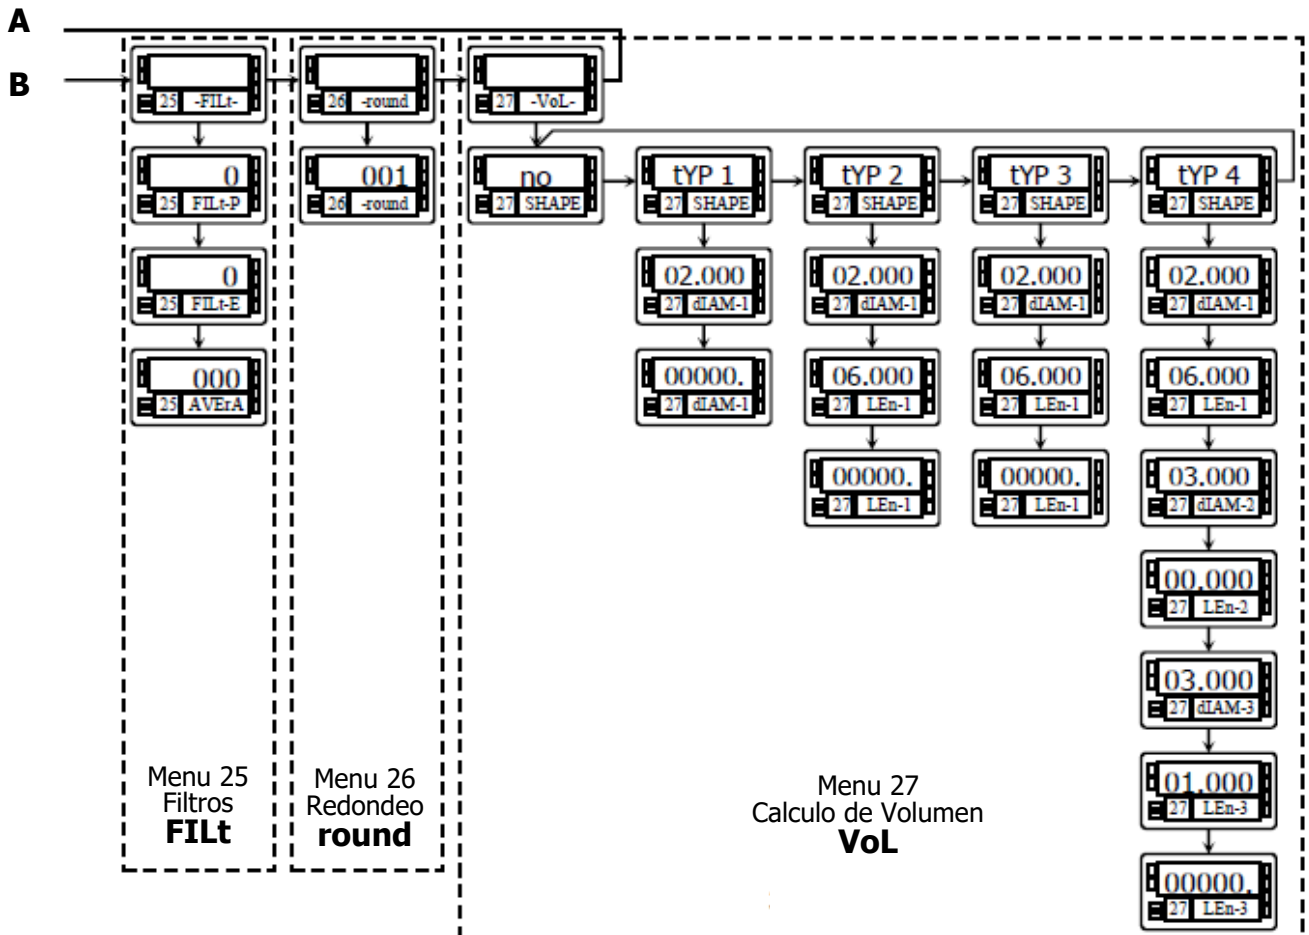 A
B
25 -FILt-
26 -round
27 -VoL-
0
25 FILt-P
001
26 -round
no
27 SHAPE
tYP 1
27 SHAPE
tYP 2
27 SHAPE
tYP 3
27 SHAPE
tYP 4
27 SHAPE
0
25 FILt-E
02.000
27 dIAM-1
02.000
27 dIAM-1
02.000
27 dIAM-1
02.000
27 dIAM-1
000
25 AVErA
00000.
27 dIAM-1
06.000
27 LEn-1
06.000
27 LEn-1
06.000
27 LEn-1
00000.
27 LEn-1
00000.
27 LEn-1
03.000
27 dIAM-2
00.000
27 LEn-2
03.000
27 dIAM-3
01.000
27 LEn-3
00000.
27 LEn-3
Menu 25
Filtros
FILt
Menu 26
Redondeo
round
Menu 27
Calculo de Volumen
VoL